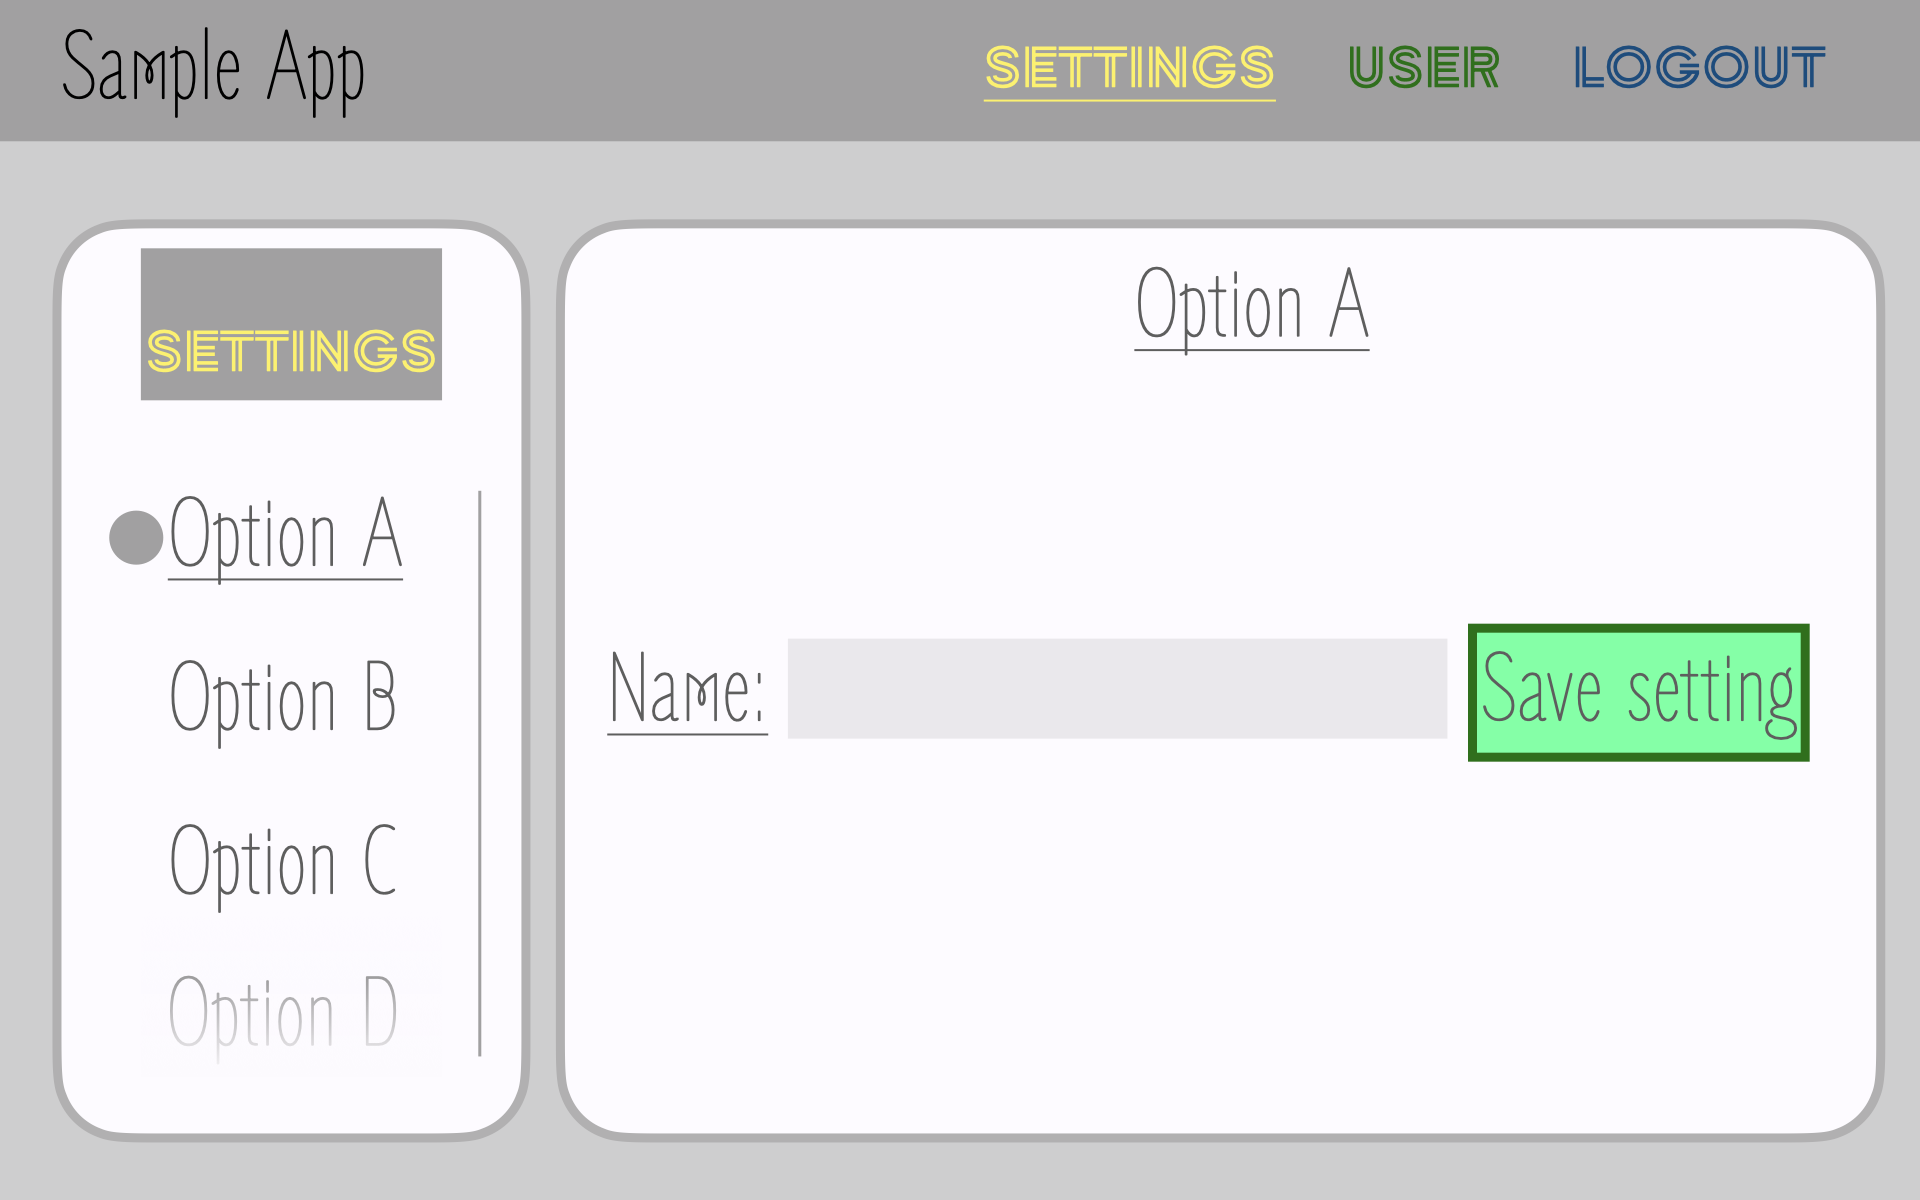 Sample App
SETTINGS USER LOGOUT
SETTINGS
Option A
Option B
Option C
Option D
Option A
Name:
Save setting